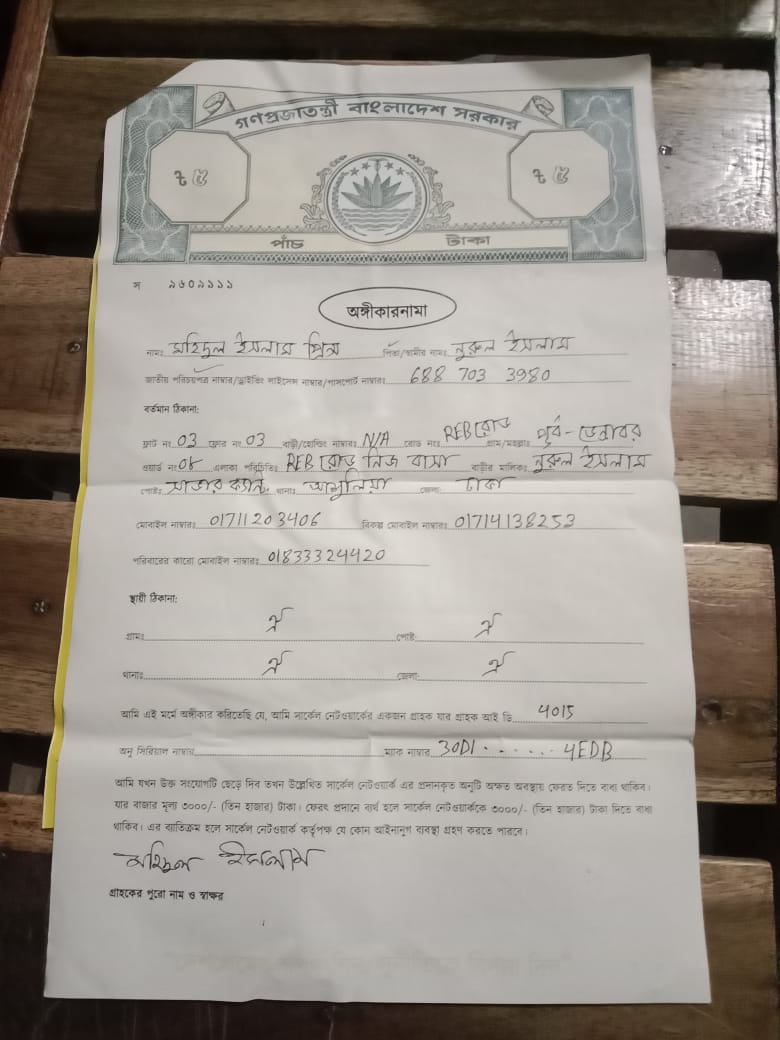 গণপ্রজাতন্ত্রী বাংলাদেশ সরকার
৳ ৫ ৳ ৫
পাঁচ টাকা
স ৯৬০৯১১১
অঙ্গীকারনামা
নামঃ মহিদুল ইসলাম প্রিন্স পিতা/স্বামীর নামঃ নুরুল ইসলাম
জাতীয় পরিচয়পত্র নাম্বার/ড্রাইভিং লাইসেন্স নাম্বার/পাসপোর্ট নাম্বারঃ 688 703 3980
বর্তমান ঠিকানা:
ফ্লাট নং 03 ফ্লোর নং 03 বাড়ী/হোল্ডিং নাম্বারঃ N/A রোড নংঃ REB রোড গ্রাম/মহল্লাঃ পূর্ব-ডেন্ডাবর
ওয়ার্ড নং 08 এলাকা পরিচিতিঃ REB রোড নিজ বাসা বাড়ীর মালিকঃ নুরুল ইসলাম
পোষ্টঃ সাভার ক্যান্ট. থানাঃ আশুলিয়া জেলাঃ ঢাকা
মোবাইল নাম্বারঃ 01711203406 বিকল্প মোবাইল নাম্বারঃ 01714138253
পরিবারের কারো মোবাইল নাম্বারঃ 01833324420
স্থায়ী ঠিকানা:
গ্রামঃ ঐ পোষ্টঃ ঐ
থানাঃ ঐ জেলাঃ ঐ
আমি এই মর্মে অঙ্গীকার করিতেছি যে, আমি সার্কেল নেটওয়ার্কের একজন গ্রাহক যার গ্রাহক আই ডি 4015
অনু সিরিয়াল নাম্বার ম্যাক নাম্বার 30D1 ...... 4EDB
আমি যখন উক্ত সংযোগটি ছেড়ে দিব তখন উল্লেখিত সার্কেল নেটওয়ার্ক এর প্রদানকৃত অনুটি অক্ষত অবস্থায় ফেরত দিতে বাধ্য থাকিব।
যার বাজার মূল্য ৩০০০/- (তিন হাজার) টাকা। ফেরৎ প্রদানে ব্যর্থ হলে সার্কেল নেটওয়ার্ককে ৩০০০/- (তিন হাজার) টাকা দিতে বাধ্য
থাকিব। এর ব্যতিক্রম হলে সার্কেল নেটওয়ার্ক কর্তৃপক্ষ যে কোন আইনানুগ ব্যবস্থা গ্রহণ করতে পারবে।
মহিদুল ইসলাম
গ্রাহকের পুরো নাম ও স্বাক্ষর